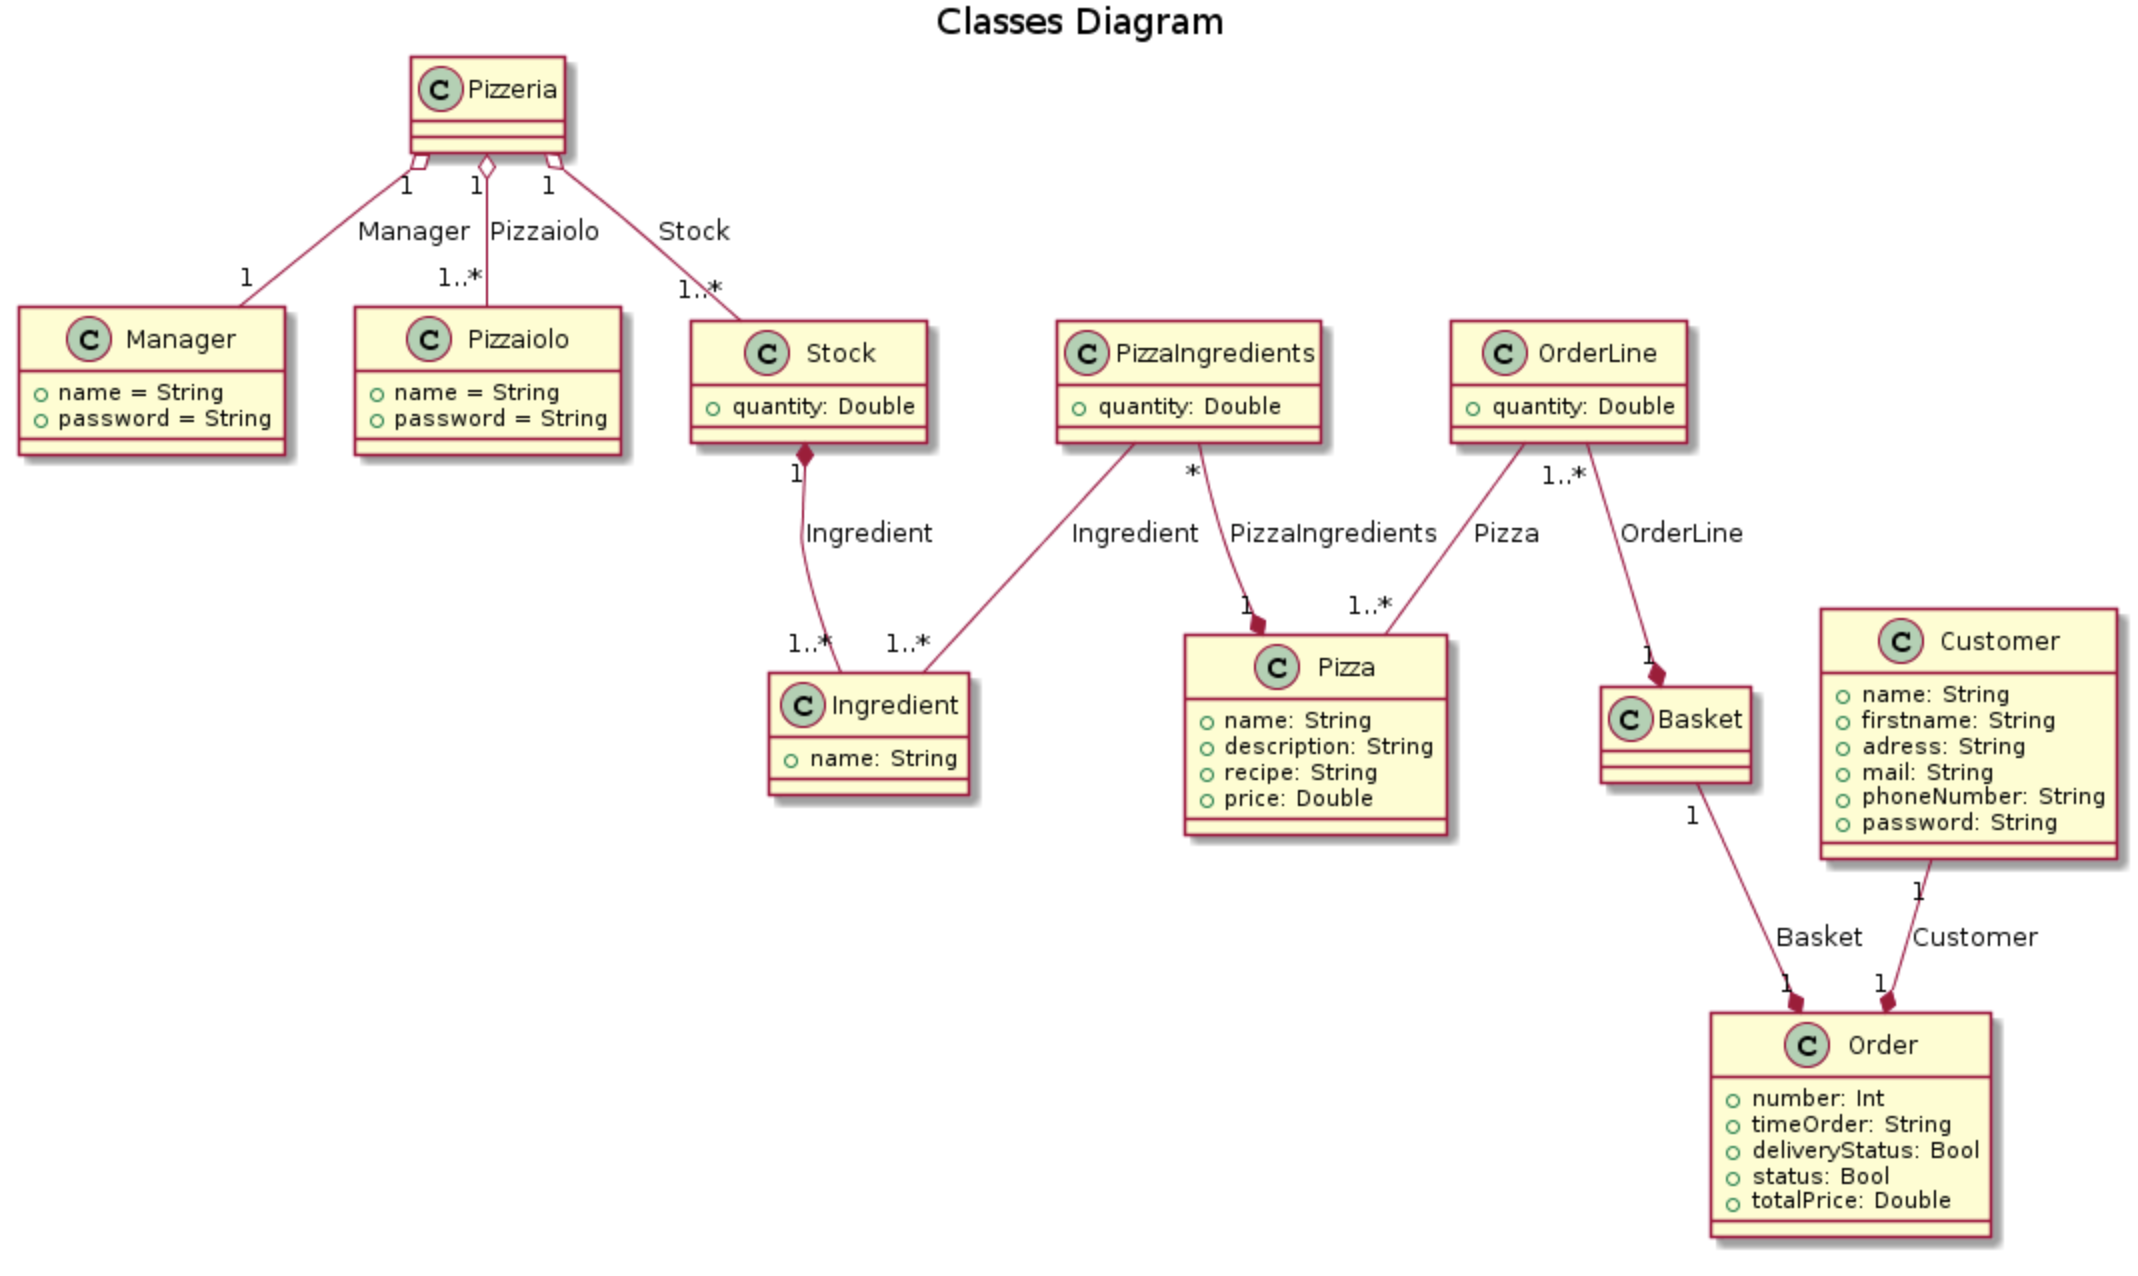 Classes Diagram
C Pizzeria
1
1
1
Manager
Pizzaiolo
Stock
1
1..*
1..*
C Manager
name = String
password = String
C Pizzaiolo
name = String
password = String
C Stock
quantity: Double
C PizzaIngredients
quantity: Double
C OrderLine
quantity: Double
1
*
1..*
Ingredient
Ingredient
PizzaIngredients
Pizza
OrderLine
1..*
1..*
1
1..*
1
C Ingredient
name: String
C Pizza
name: String
description: String
recipe: String
price: Double
C Basket
C Customer
name: String
firstname: String
adress: String
mail: String
phoneNumber: String
password: String
1
1
Basket
Customer
1
1
C Order
number: Int
timeOrder: String
deliveryStatus: Bool
status: Bool
totalPrice: Double